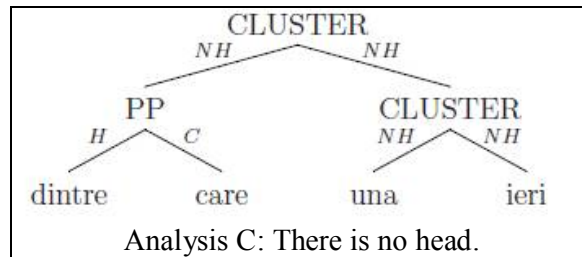 CLUSTER
NH NH
PP CLUSTER
H C NH NH
dintre care una ieri
Analysis C: There is no head.